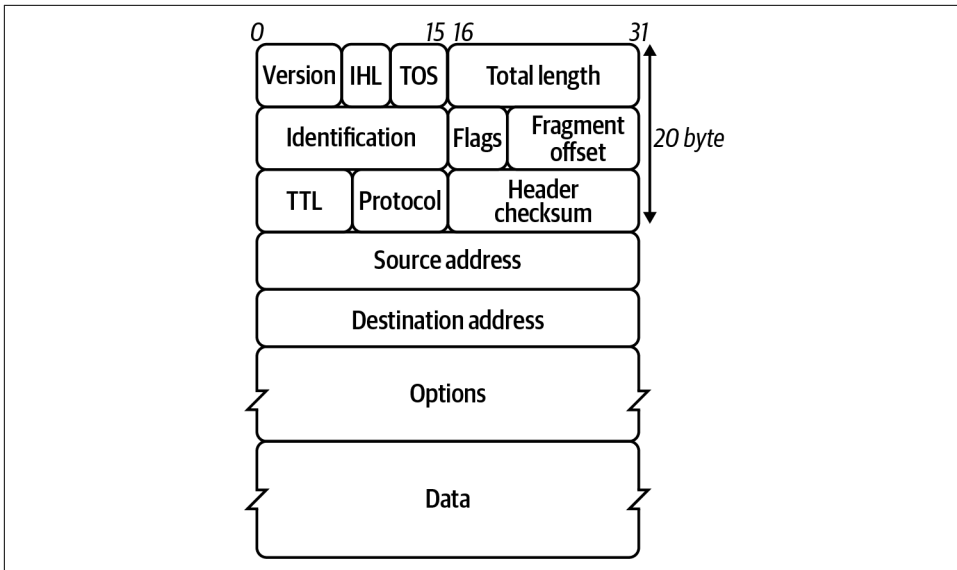 0 15 16 31
Version IHL TOS Total length
Identification Flags Fragment
offset
20 byte
TTL Protocol Header
checksum
Source address
Destination address
Options
Data